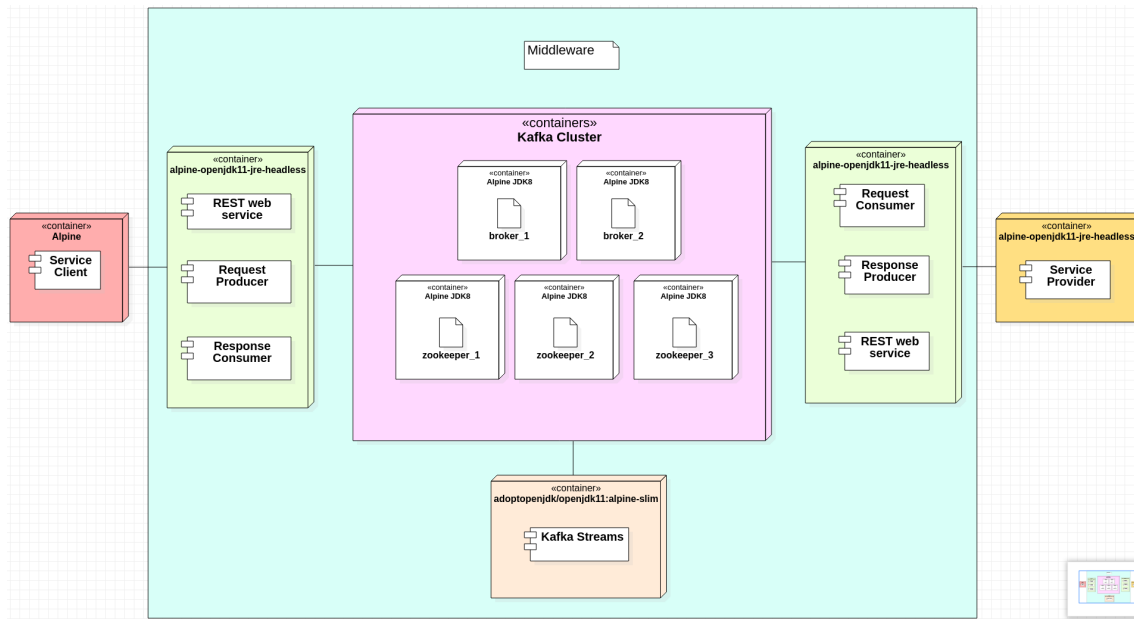 Middleware
«container»
Alpine
Service
Client
«container»
alpine-openjdk11-jre-headless
REST web
service
Request
Producer
Response
Consumer
«containers»
Kafka Cluster
«container»
Alpine JDK8
broker_1
«container»
Alpine JDK8
broker_2
«container»
Alpine JDK8
zookeeper_1
«container»
Alpine JDK8
zookeeper_2
«container»
Alpine JDK8
zookeeper_3
«container»
adoptopenjdk/openjdk11:alpine-slim
Kafka Streams
«container»
alpine-openjdk11-jre-headless
Request
Consumer
Response
Producer
REST web
service
«container»
alpine-openjdk11-jre-headless
Service
Provider